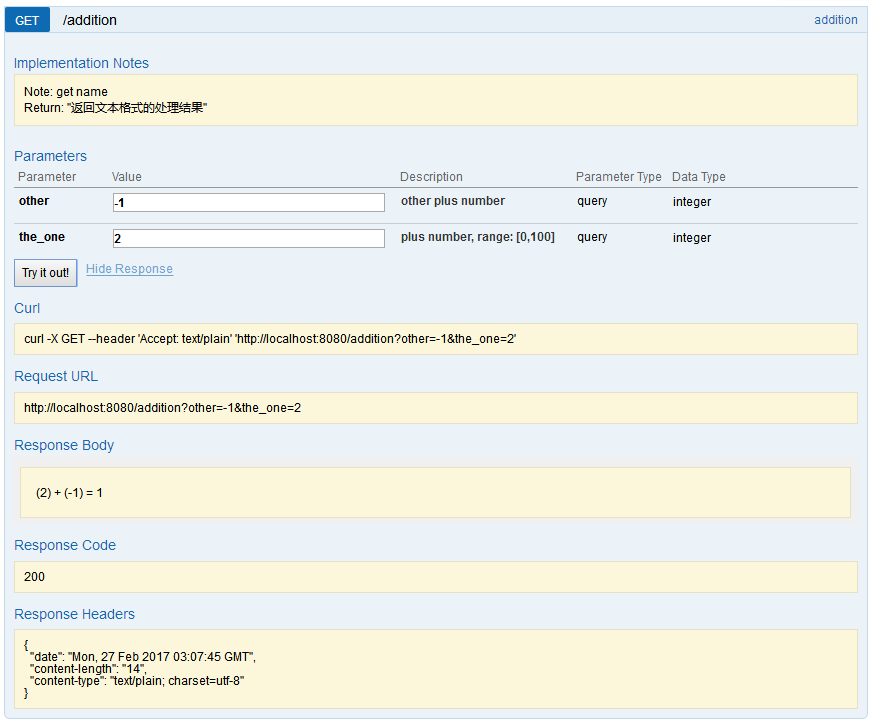 GET /addition addition
Implementation Notes
Note: get name
Return: "返回文本格式的处理结果"
Parameters
Parameter Value Description Parameter Type Data Type
other -1 other plus number query integer
the_one 2 plus number, range: [0,100] query integer
Try it out! Hide Response
Curl
curl -X GET --header 'Accept: text/plain' 'http://localhost:8080/addition?other=-1&the_one=2'
Request URL
http://localhost:8080/addition?other=-1&the_one=2
Response Body
(2) + (-1) = 1
Response Code
200
Response Headers
{
"date": "Mon, 27 Feb 2017 03:07:45 GMT",
"content-length": "14",
"content-type": "text/plain; charset=utf-8"
}